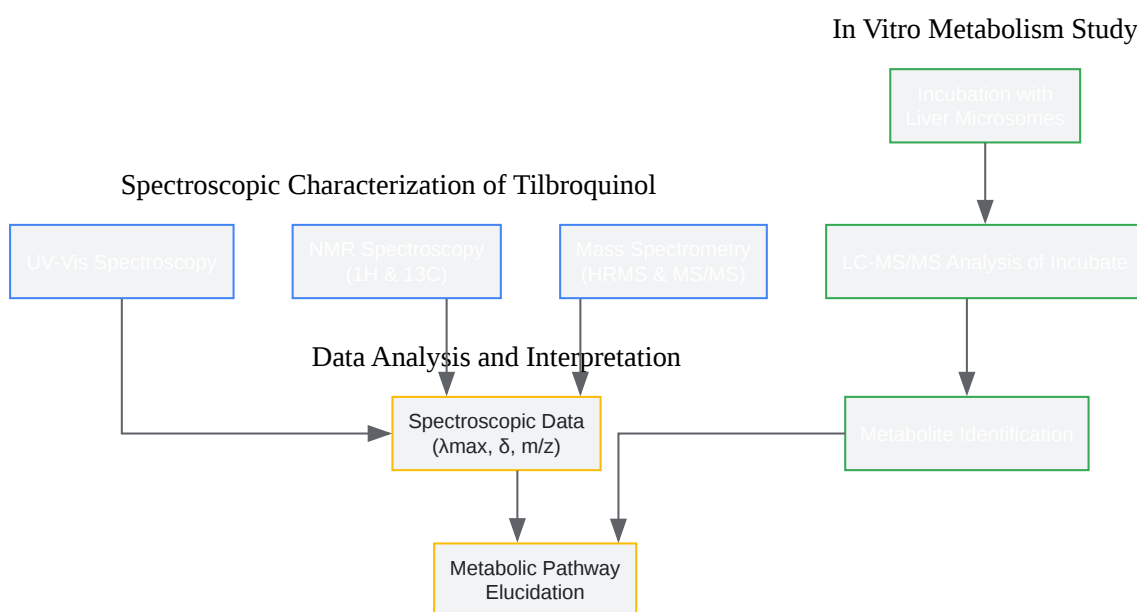 In Vitro Metabolism Study
Incubation with
Liver Microsomes
Spectroscopic Characterization of Tilbroquinol
UV-Vis Spectroscopy
NMR Spectroscopy
(1H & 13C)
Mass Spectrometry
(HRMS & MS/MS)
LC-MS/MS Analysis of Incubate
Data Analysis and Interpretation
Spectroscopic Data
(λmax, δ, m/z)
Metabolite Identification
Metabolic Pathway
Elucidation